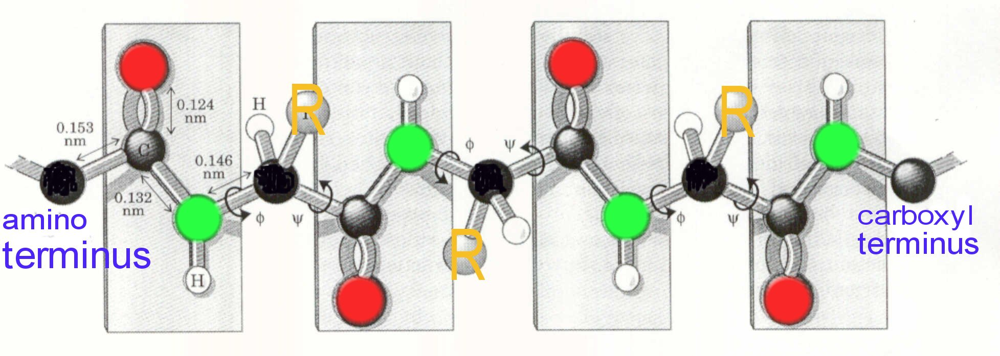 H
R
0.124
nm
0.153
nm
C
0.146
nm
0.132
nm
ϕ
ψ
ϕ
ψ
R
R
ϕ
ψ
H
amino
terminus
carboxyl
terminus